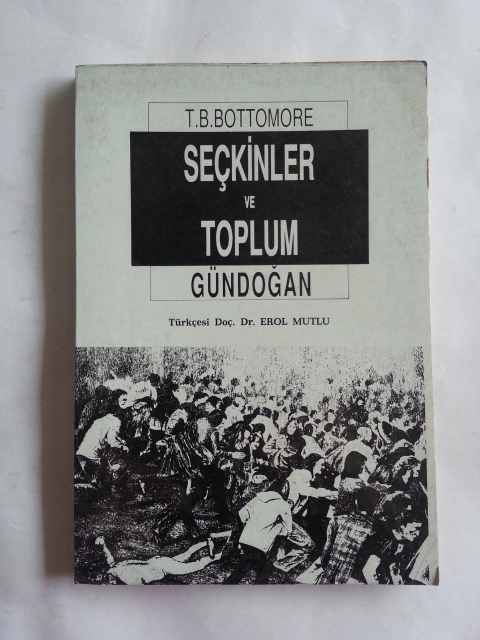 T.B.BOTTOMORE
SEÇKİNLER
VE
TOPLUM
GÜNDOĞAN
Türkçesi Doç. Dr. EROL MUTLU